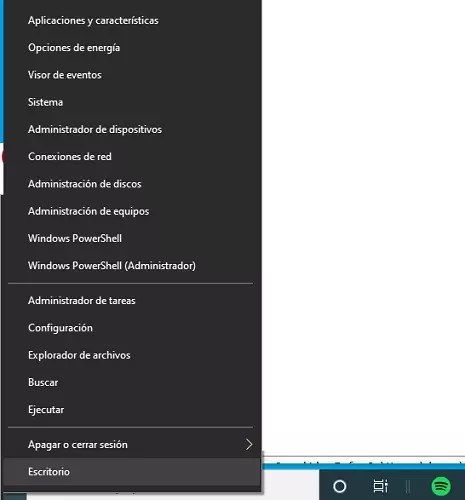 Aplicaciones y características
Opciones de energía
Visor de eventos
Sistema
Administrador de dispositivos
Conexiones de red
Administración de discos
Administración de equipos
Windows PowerShell
Windows PowerShell (Administrador)
Administrador de tareas
Configuración
Explorador de archivos
Buscar
Ejecutar
Apagar o cerrar sesión
Escritorio